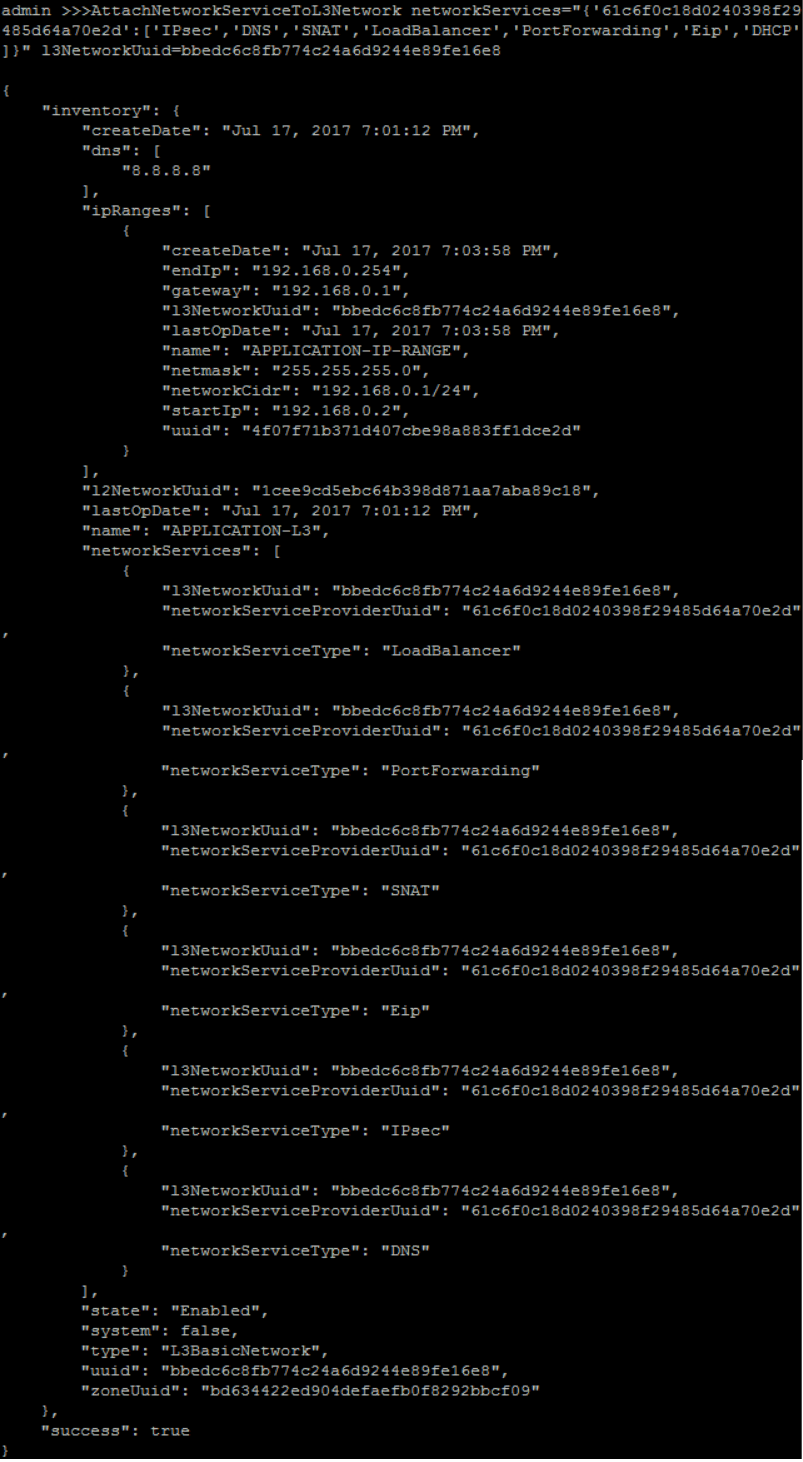 admin >>>AttachNetworkServiceToL3Network networkServices="{'61c6f0c18d0240398f29
485d64a70e2d':['IPsec','DNS','SNAT','LoadBalancer','PortForwarding','Eip','DHCP'
]}" l3NetworkUuid=bbedc6c8fb774c24a6d9244e89fe16e8
{
    "inventory": {
        "createDate": "Jul 17, 2017 7:01:12 PM",
        "dns": [
            "8.8.8.8"
        ],
        "ipRanges": [
            {
                "createDate": "Jul 17, 2017 7:03:58 PM",
                "endIp": "192.168.0.254",
                "gateway": "192.168.0.1",
                "l3NetworkUuid": "bbedc6c8fb774c24a6d9244e89fe16e8",
                "lastOpDate": "Jul 17, 2017 7:03:58 PM",
                "name": "APPLICATION-IP-RANGE",
                "netmask": "255.255.255.0",
                "networkCidr": "192.168.0.1/24",
                "startIp": "192.168.0.2",
                "uuid": "4f07f71b371d407cbe98a883ff1dce2d"
            }
        ],
        "l2NetworkUuid": "1cee9cd5ebc64b398d871aa7aba89c18",
        "lastOpDate": "Jul 17, 2017 7:01:12 PM",
        "name": "APPLICATION-L3",
        "networkServices": [
            {
                "l3NetworkUuid": "bbedc6c8fb774c24a6d9244e89fe16e8",
                "networkServiceProviderUuid": "61c6f0c18d0240398f29485d64a70e2d"
,
                "networkServiceType": "LoadBalancer"
            },
            {
                "l3NetworkUuid": "bbedc6c8fb774c24a6d9244e89fe16e8",
                "networkServiceProviderUuid": "61c6f0c18d0240398f29485d64a70e2d"
,
                "networkServiceType": "PortForwarding"
            },
            {
                "l3NetworkUuid": "bbedc6c8fb774c24a6d9244e89fe16e8",
                "networkServiceProviderUuid": "61c6f0c18d0240398f29485d64a70e2d"
,
                "networkServiceType": "SNAT"
            },
            {
                "l3NetworkUuid": "bbedc6c8fb774c24a6d9244e89fe16e8",
                "networkServiceProviderUuid": "61c6f0c18d0240398f29485d64a70e2d"
,
                "networkServiceType": "Eip"
            },
            {
                "l3NetworkUuid": "bbedc6c8fb774c24a6d9244e89fe16e8",
                "networkServiceProviderUuid": "61c6f0c18d0240398f29485d64a70e2d"
,
                "networkServiceType": "IPsec"
            },
            {
                "l3NetworkUuid": "bbedc6c8fb774c24a6d9244e89fe16e8",
                "networkServiceProviderUuid": "61c6f0c18d0240398f29485d64a70e2d"
,
                "networkServiceType": "DNS"
            }
        ],
        "state": "Enabled",
        "system": false,
        "type": "L3BasicNetwork",
        "uuid": "bbedc6c8fb774c24a6d9244e89fe16e8",
        "zoneUuid": "bd634422ed904defaefb0f8292bbcf09"
    },
    "success": true
}